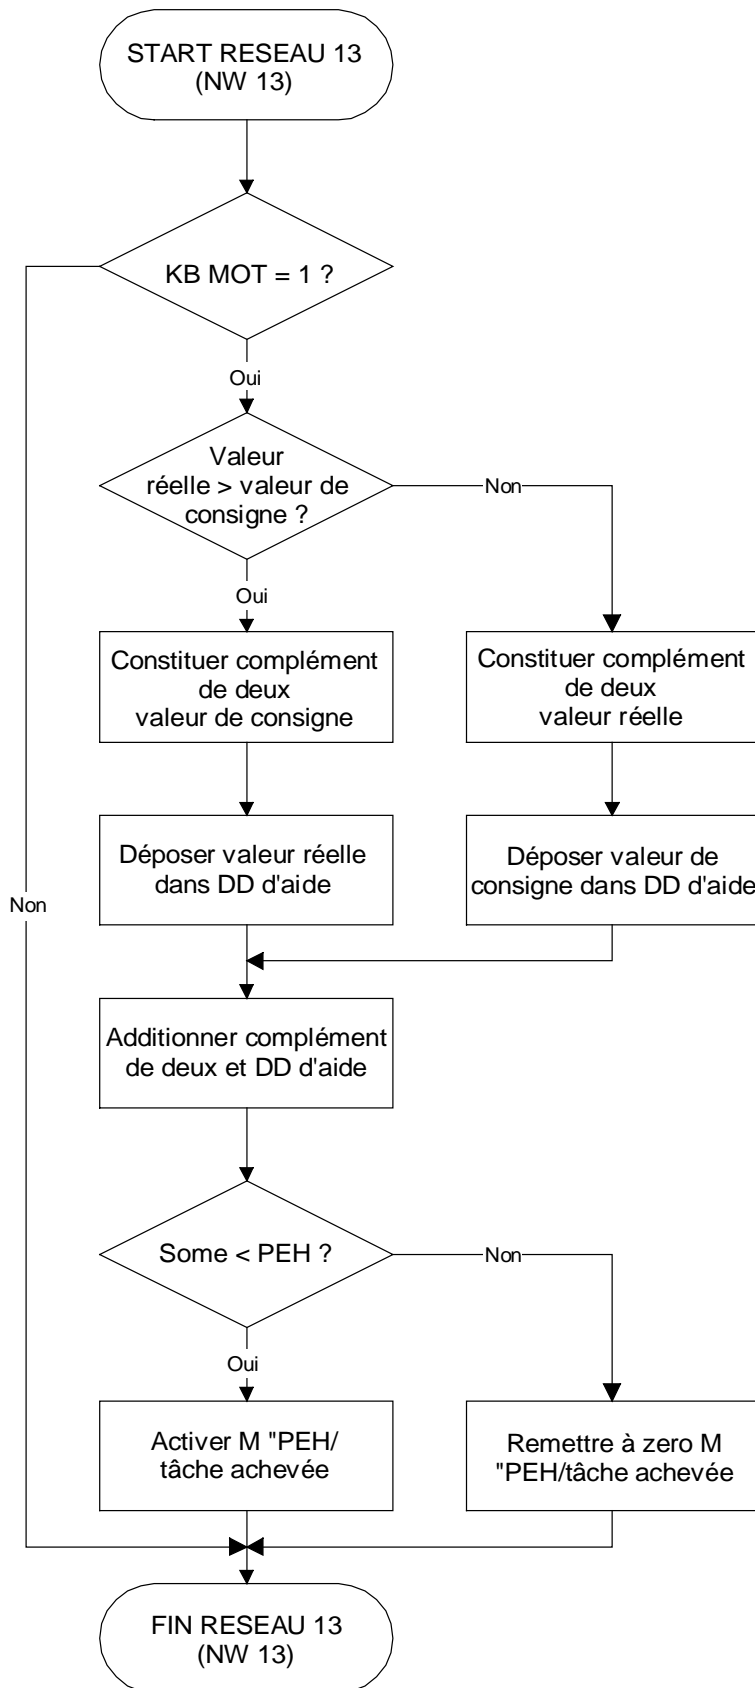 START RESEAU 13
(NW 13)
KB MOT = 1 ?
Oui
Valeur
réelle > valeur de
consigne ?
Non
Oui
Constituer complément
de deux
valeur de consigne
Constituer complément
de deux
valeur réelle
Déposer valeur réelle
dans DD d'aide
Déposer valeur de
consigne dans DD d'aide
Non
Additionner complément
de deux et DD d'aide
Some < PEH ?
Non
Oui
Activer M "PEH/
tâche achevée
Remettre à zero M
"PEH/tâche achevée
FIN RESEAU 13
(NW 13)